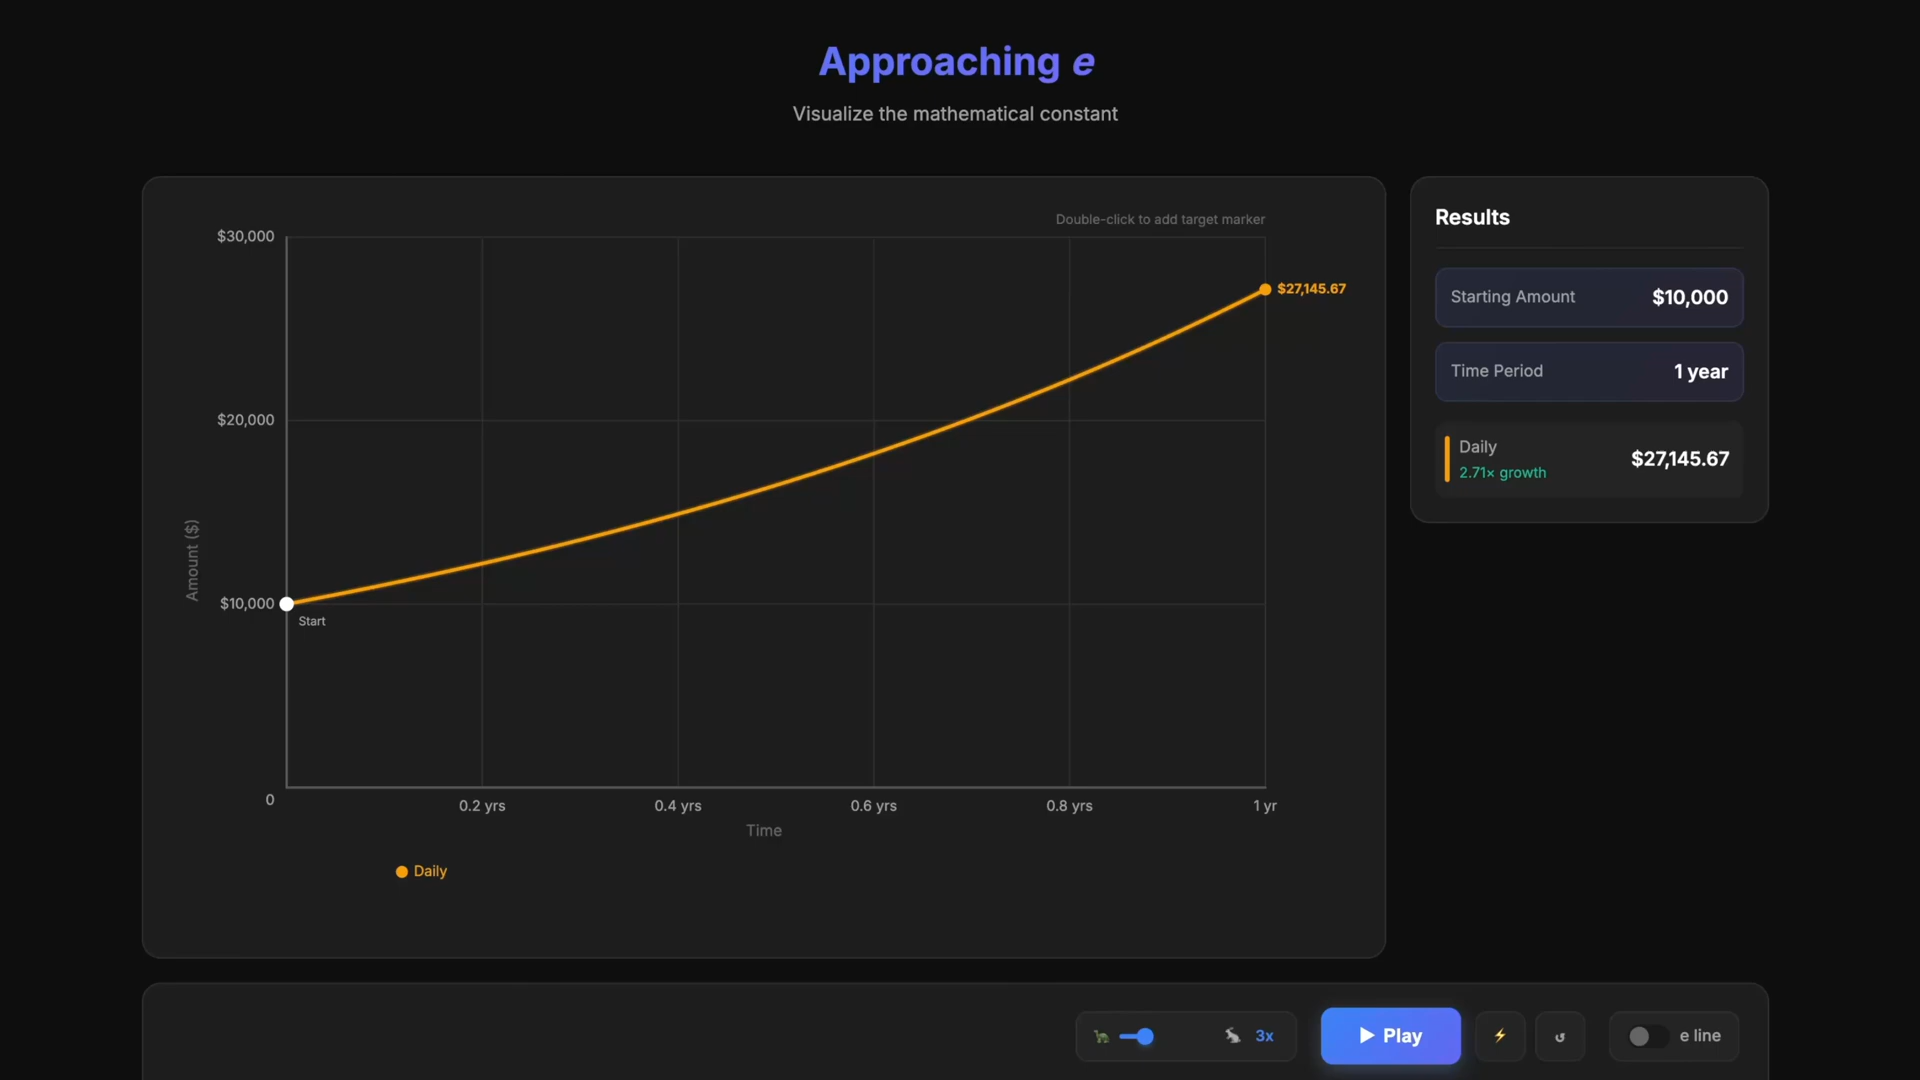 Approaching e
Visualize the mathematical constant
Double-click to add target marker
$30,000
$27,145.67
$20,000
Amount ($)
$10,000
Start
0
0.2 yrs
0.4 yrs
0.6 yrs
0.8 yrs
1 yr
Time
Daily
Results
Starting Amount $10,000
Time Period 1 year
Daily
2.71× growth
$27,145.67
3x
Play
e line